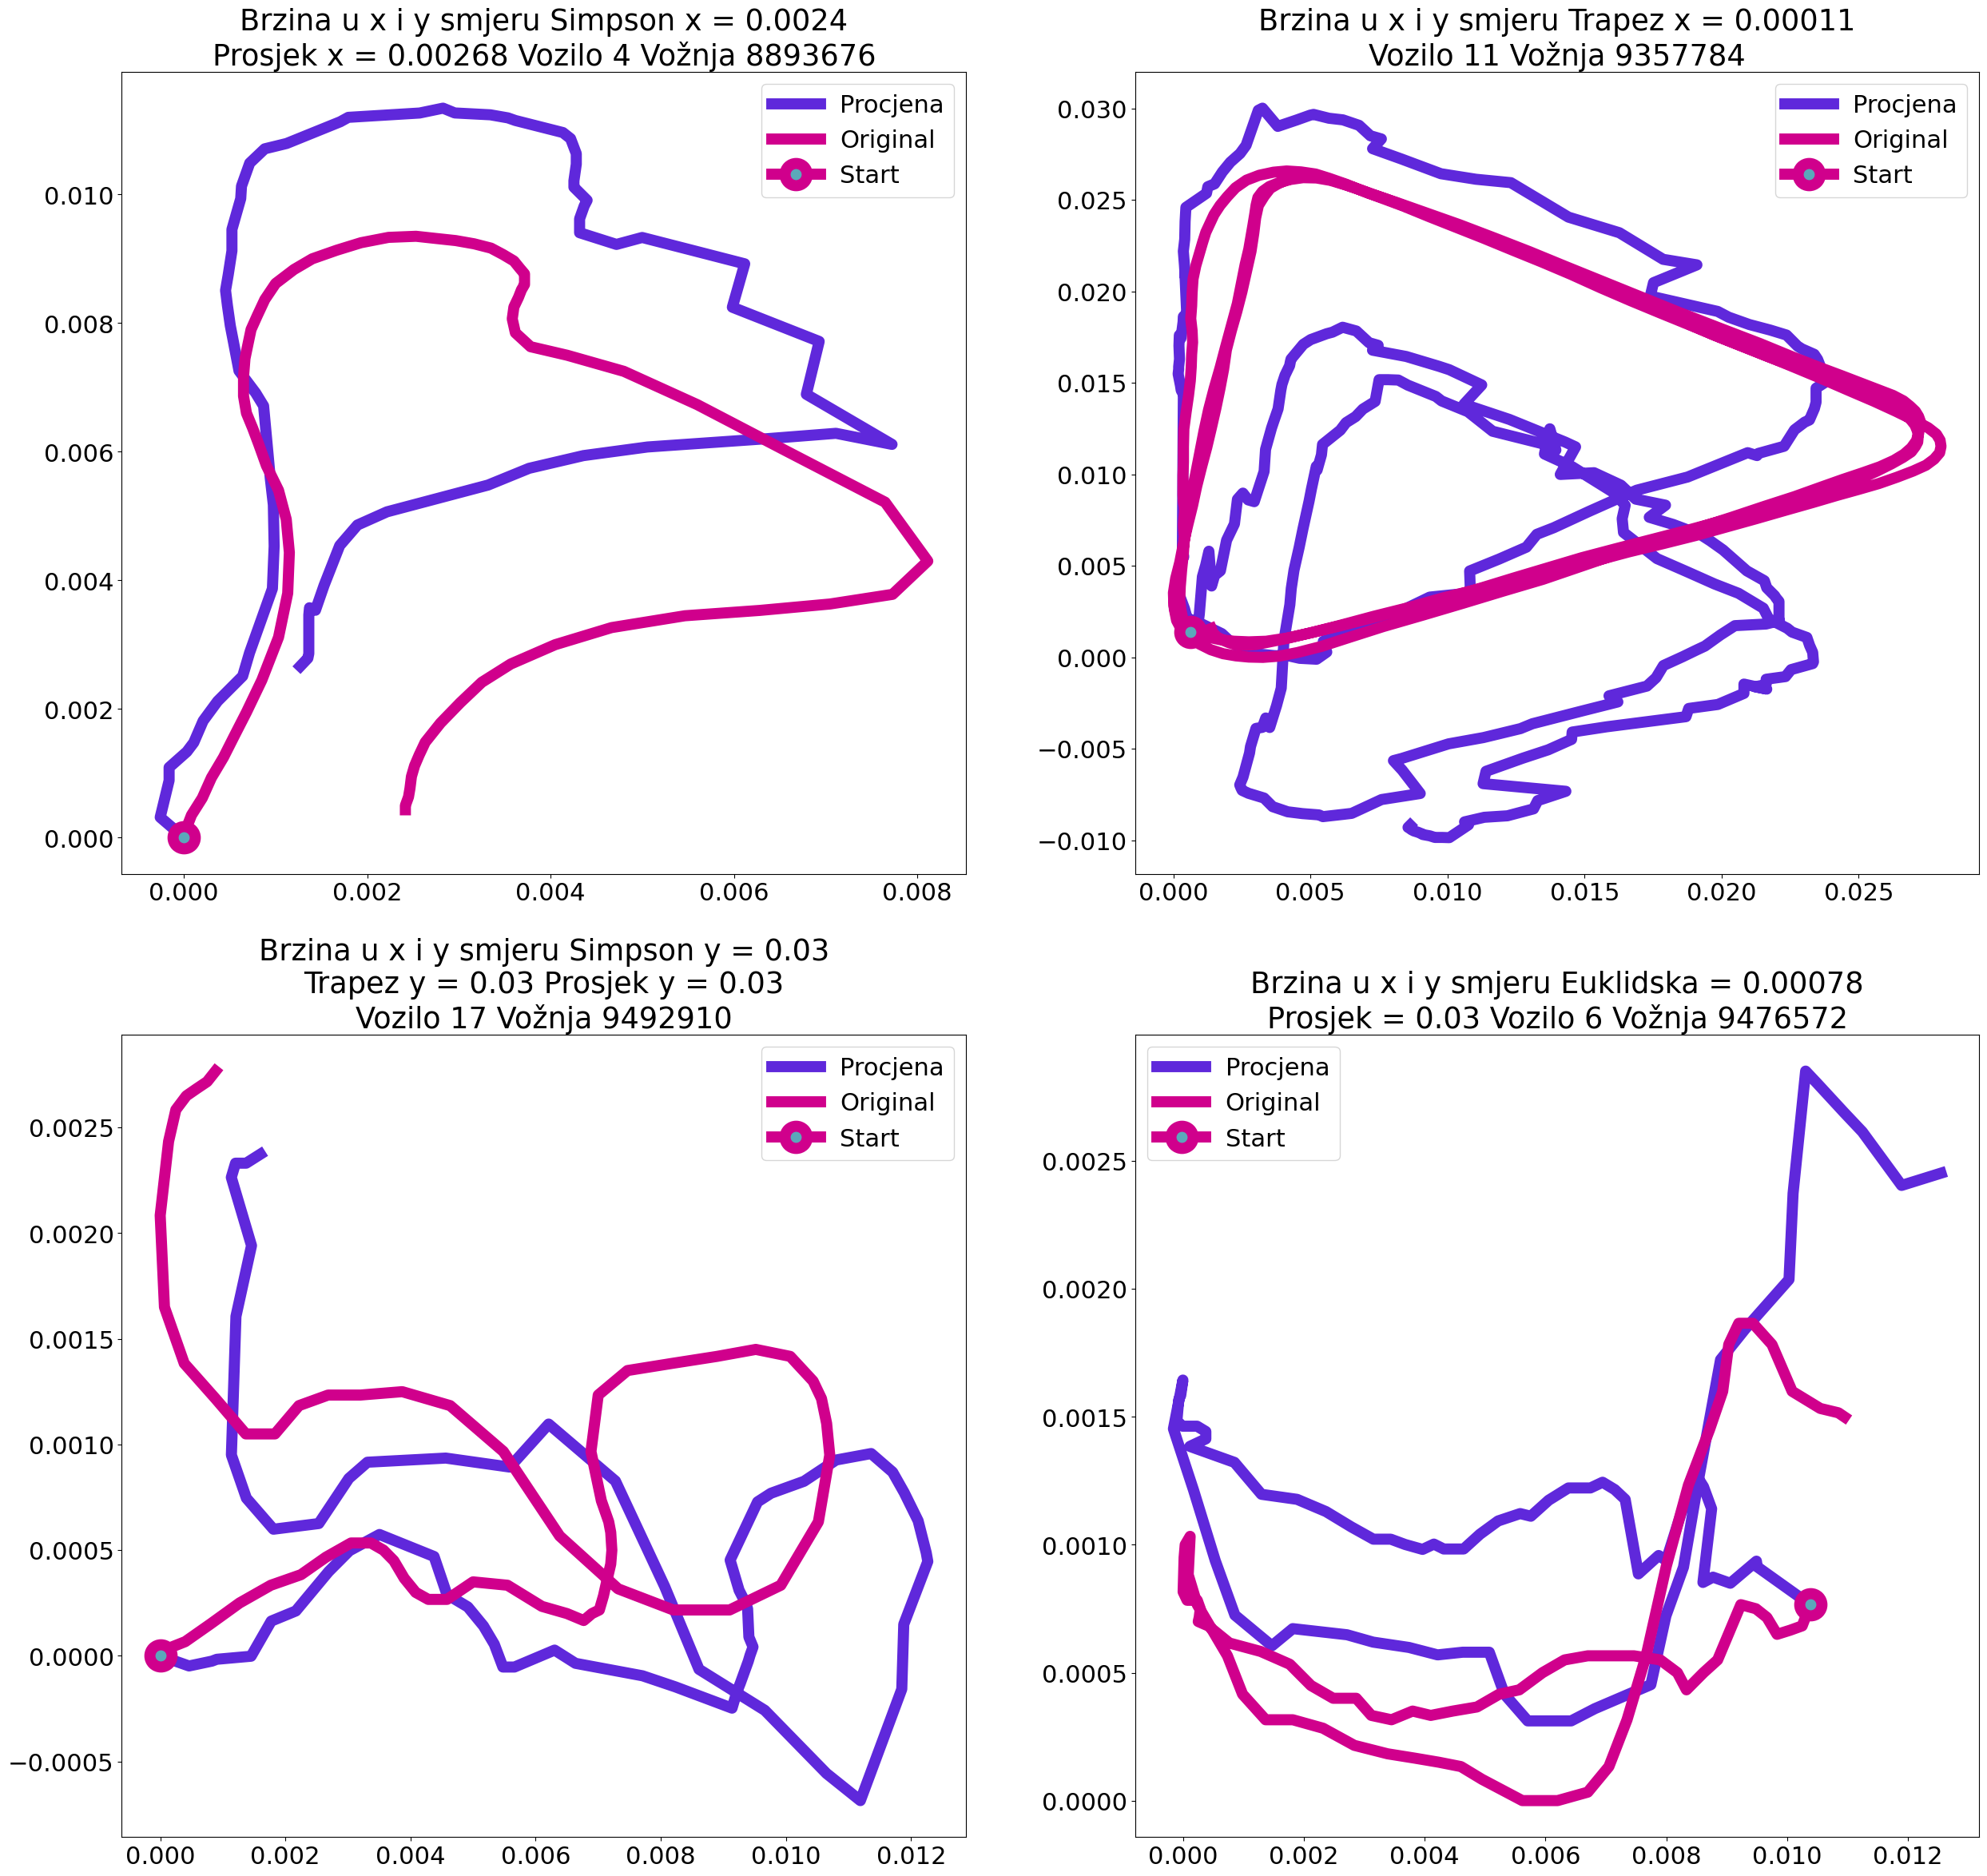 Brzina u x i y smjeru Simpson x = 0.0024
Prosjek x = 0.00268 Vozilo 4 Vožnja 8893676
Procjena
Original
Start
0.010
0.008
0.006
0.004
0.002
0.000
0.000 0.002 0.004 0.006 0.008
Brzina u x i y smjeru Trapez x = 0.00011
Vozilo 11 Vožnja 9357784
Procjena
Original
Start
0.030
0.025
0.020
0.015
0.010
0.005
0.000
−0.005
−0.010
0.000 0.005 0.010 0.015 0.020 0.025
Brzina u x i y smjeru Simpson y = 0.03
Trapez y = 0.03 Prosjek y = 0.03
Vozilo 17 Vožnja 9492910
Procjena
Original
Start
0.0025
0.0020
0.0015
0.0010
0.0005
0.0000
−0.0005
0.000 0.002 0.004 0.006 0.008 0.010 0.012
Brzina u x i y smjeru Euklidska = 0.00078
Prosjek = 0.03 Vozilo 6 Vožnja 9476572
Procjena
Original
Start
0.0025
0.0020
0.0015
0.0010
0.0005
0.0000
0.000 0.002 0.004 0.006 0.008 0.010 0.012